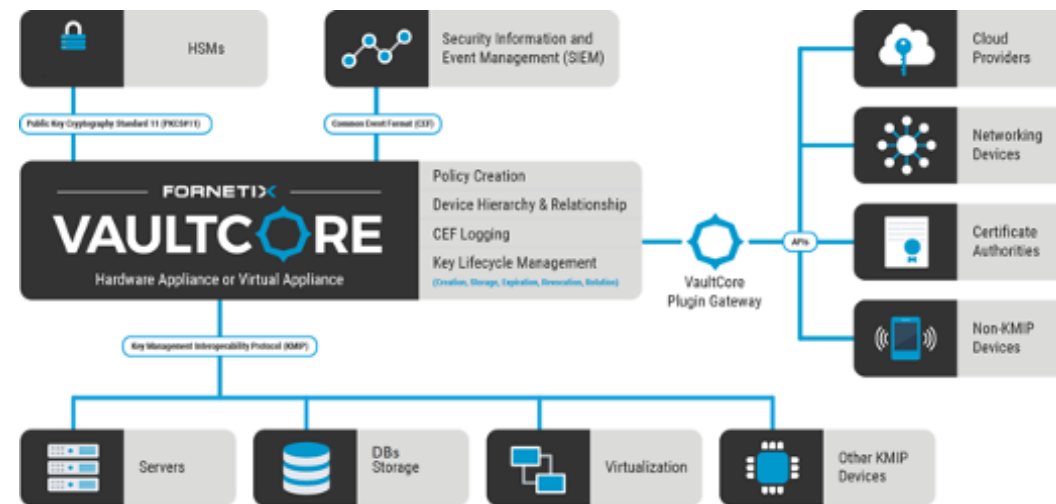 HSMs
Security Information and
Event Management (SIEM)
Cloud
Providers
Public Key Cryptography Standard 11 (PKCS#11)
Common Event Format (CEF)
Networking
Devices
FORNETIX
VAULTCORE
Hardware Appliance or Virtual Appliance
Policy Creation
Device Hierarchy & Relationship
CEF Logging
Key Lifecycle Management
(Creation, Storage, Expiration, Revocation, Rotation)
VaultCore
Plugin Gateway
APIs
Certificate
Authorities
Non-KMIP
Devices
Key Management Interoperability Protocol (KMIP)
Servers
DBs
Storage
Virtualization
Other KMIP
Devices